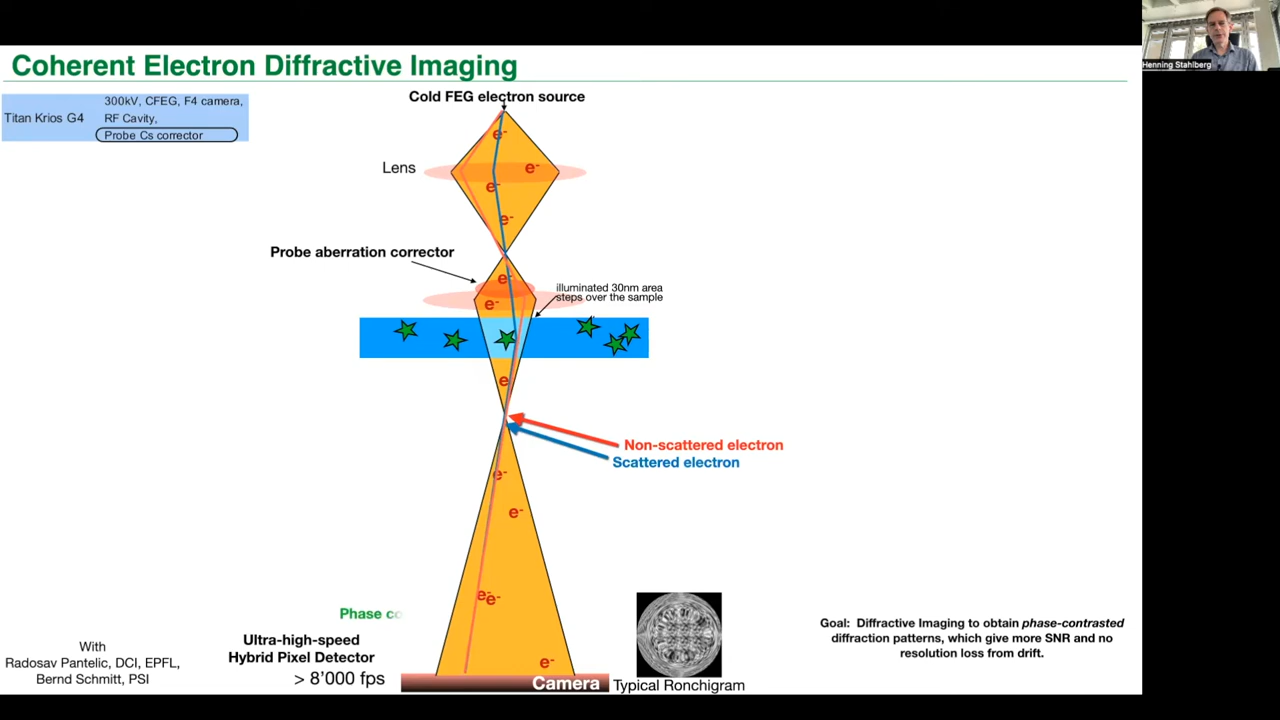 Coherent Electron Diffractive Imaging
Henning Stahlberg
Titan Krios G4
300kV, CFEG, F4 camera,
RF Cavity,
Probe Cs corrector
Cold FEG electron source
e-
Lens
e-
e-
e-
Probe aberration corrector
e-
illuminated 30nm area
steps over the sample
e-
e
Non-scattered electron
Scattered electron
e-
e-
e-
e-
Phase co
Ultra-high-speed
Hybrid Pixel Detector
> 8'000 fps
With
Radosav Pantelic, DCI, EPFL,
Bernd Schmitt, PSI
e-
Camera
Typical Ronchigram
Goal: Diffractive Imaging to obtain phase-contrasted
diffraction patterns, which give more SNR and no
resolution loss from drift.